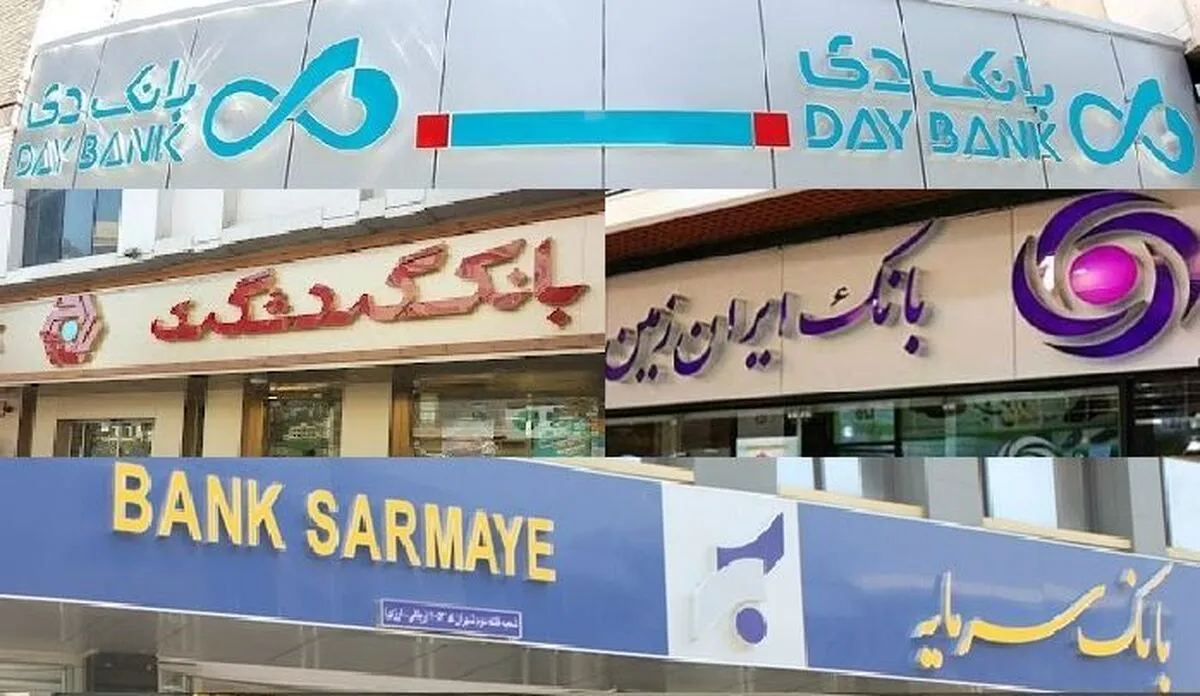 بانک دی
DAY BANK
بانک دی
DAY BANK
بانک گردشگری
بانک ایران زمین
BANK SARMAYE
بانک سرمایه